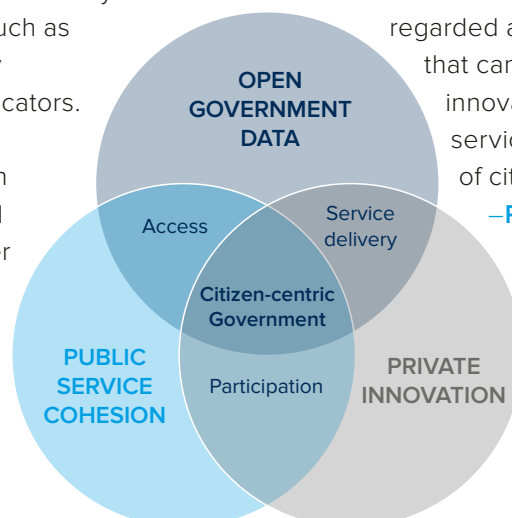 uch as
cators.
er
regarded a
that can
innova
servic
of cit
–
OPEN
GOVERNMENT
DATA
Access
Service
delivery
Citizen-centric
Government
PUBLIC
SERVICE
COHESION
Participation
PRIVATE
INNOVATION